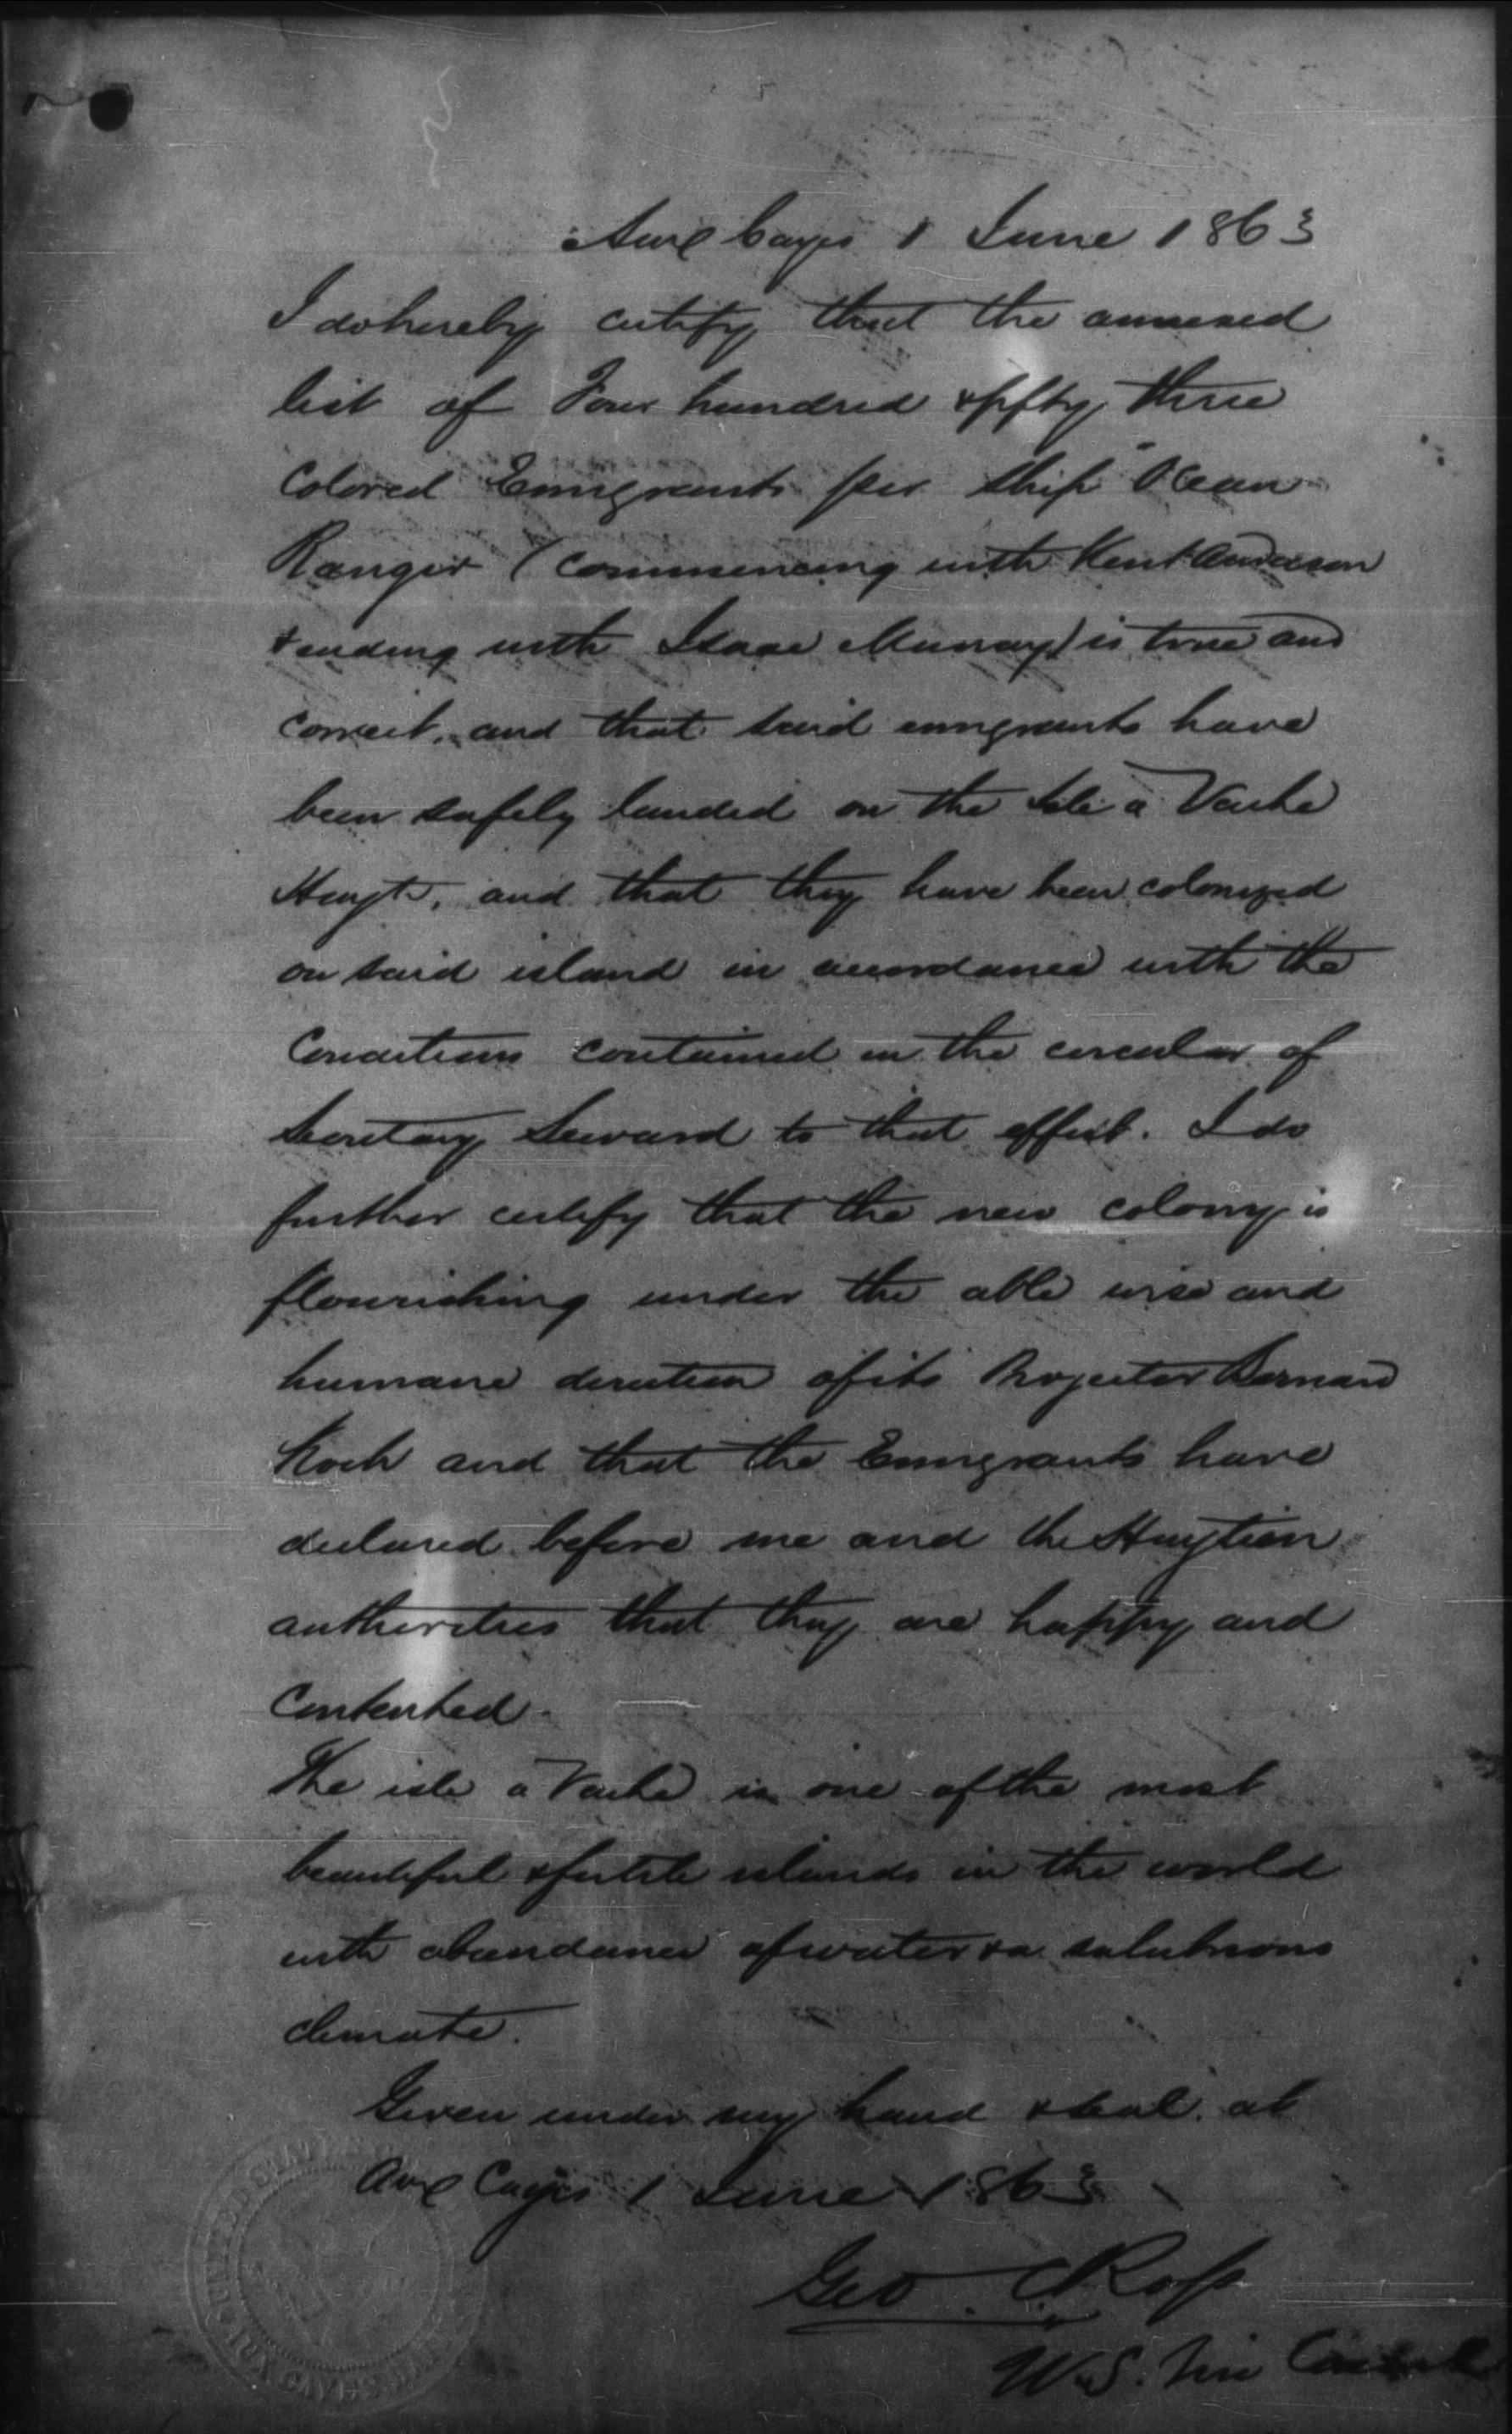 Aux Cayes 1 June 1863
I do hereby certify that the annexed
list of Four hundred & fifty three
Colored Emigrants per ship Ocean
Ranger (Commencing with Kent Anderson
& ending with Isaac Murray) is true and
correct, and that said emigrants have
been safely landed on the Isle a Vache
Hayti, and that they have been colonized
on said island in accordance with the
Conditions contained in the circular of
Secretary Seward to that effect. I do
further certify that the new colony is
flourishing under the able wise and
humane direction of its Projector Bernard
Kock and that the Emigrants have
declared before me and the Haytien
authorities that they are happy and
Contented.
The isle a Vache is one of the most
beautiful & fertile islands in the world
with abundance of water & a salubrious
climate.
Given under my hand & seal at
Aux Cayes 1 June 1863
Geo C Ross
U.S. Vice Consul
UNITED STATES
AUX CAYES HAYTI